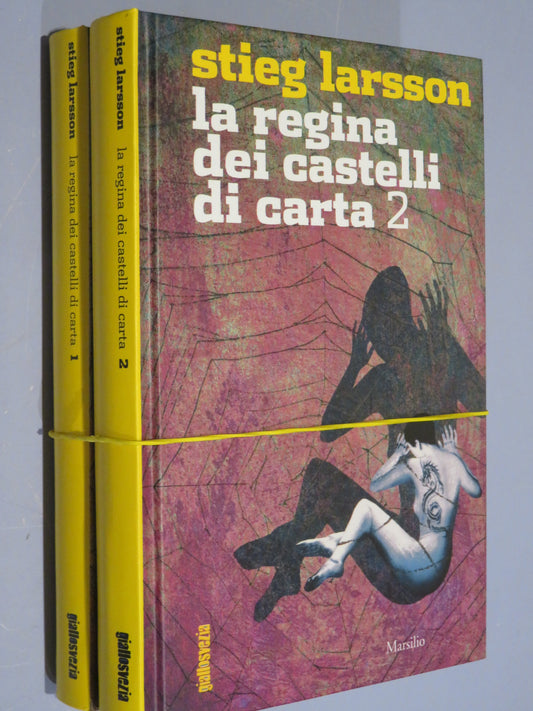 stieg larsson
la regina dei castelli di carta 1
giallosvezia
stieg larsson
la regina dei castelli di carta 2
giallosvezia
stieg larsson
la regina
dei castelli
di carta 2
giallosvezia
Marsilio